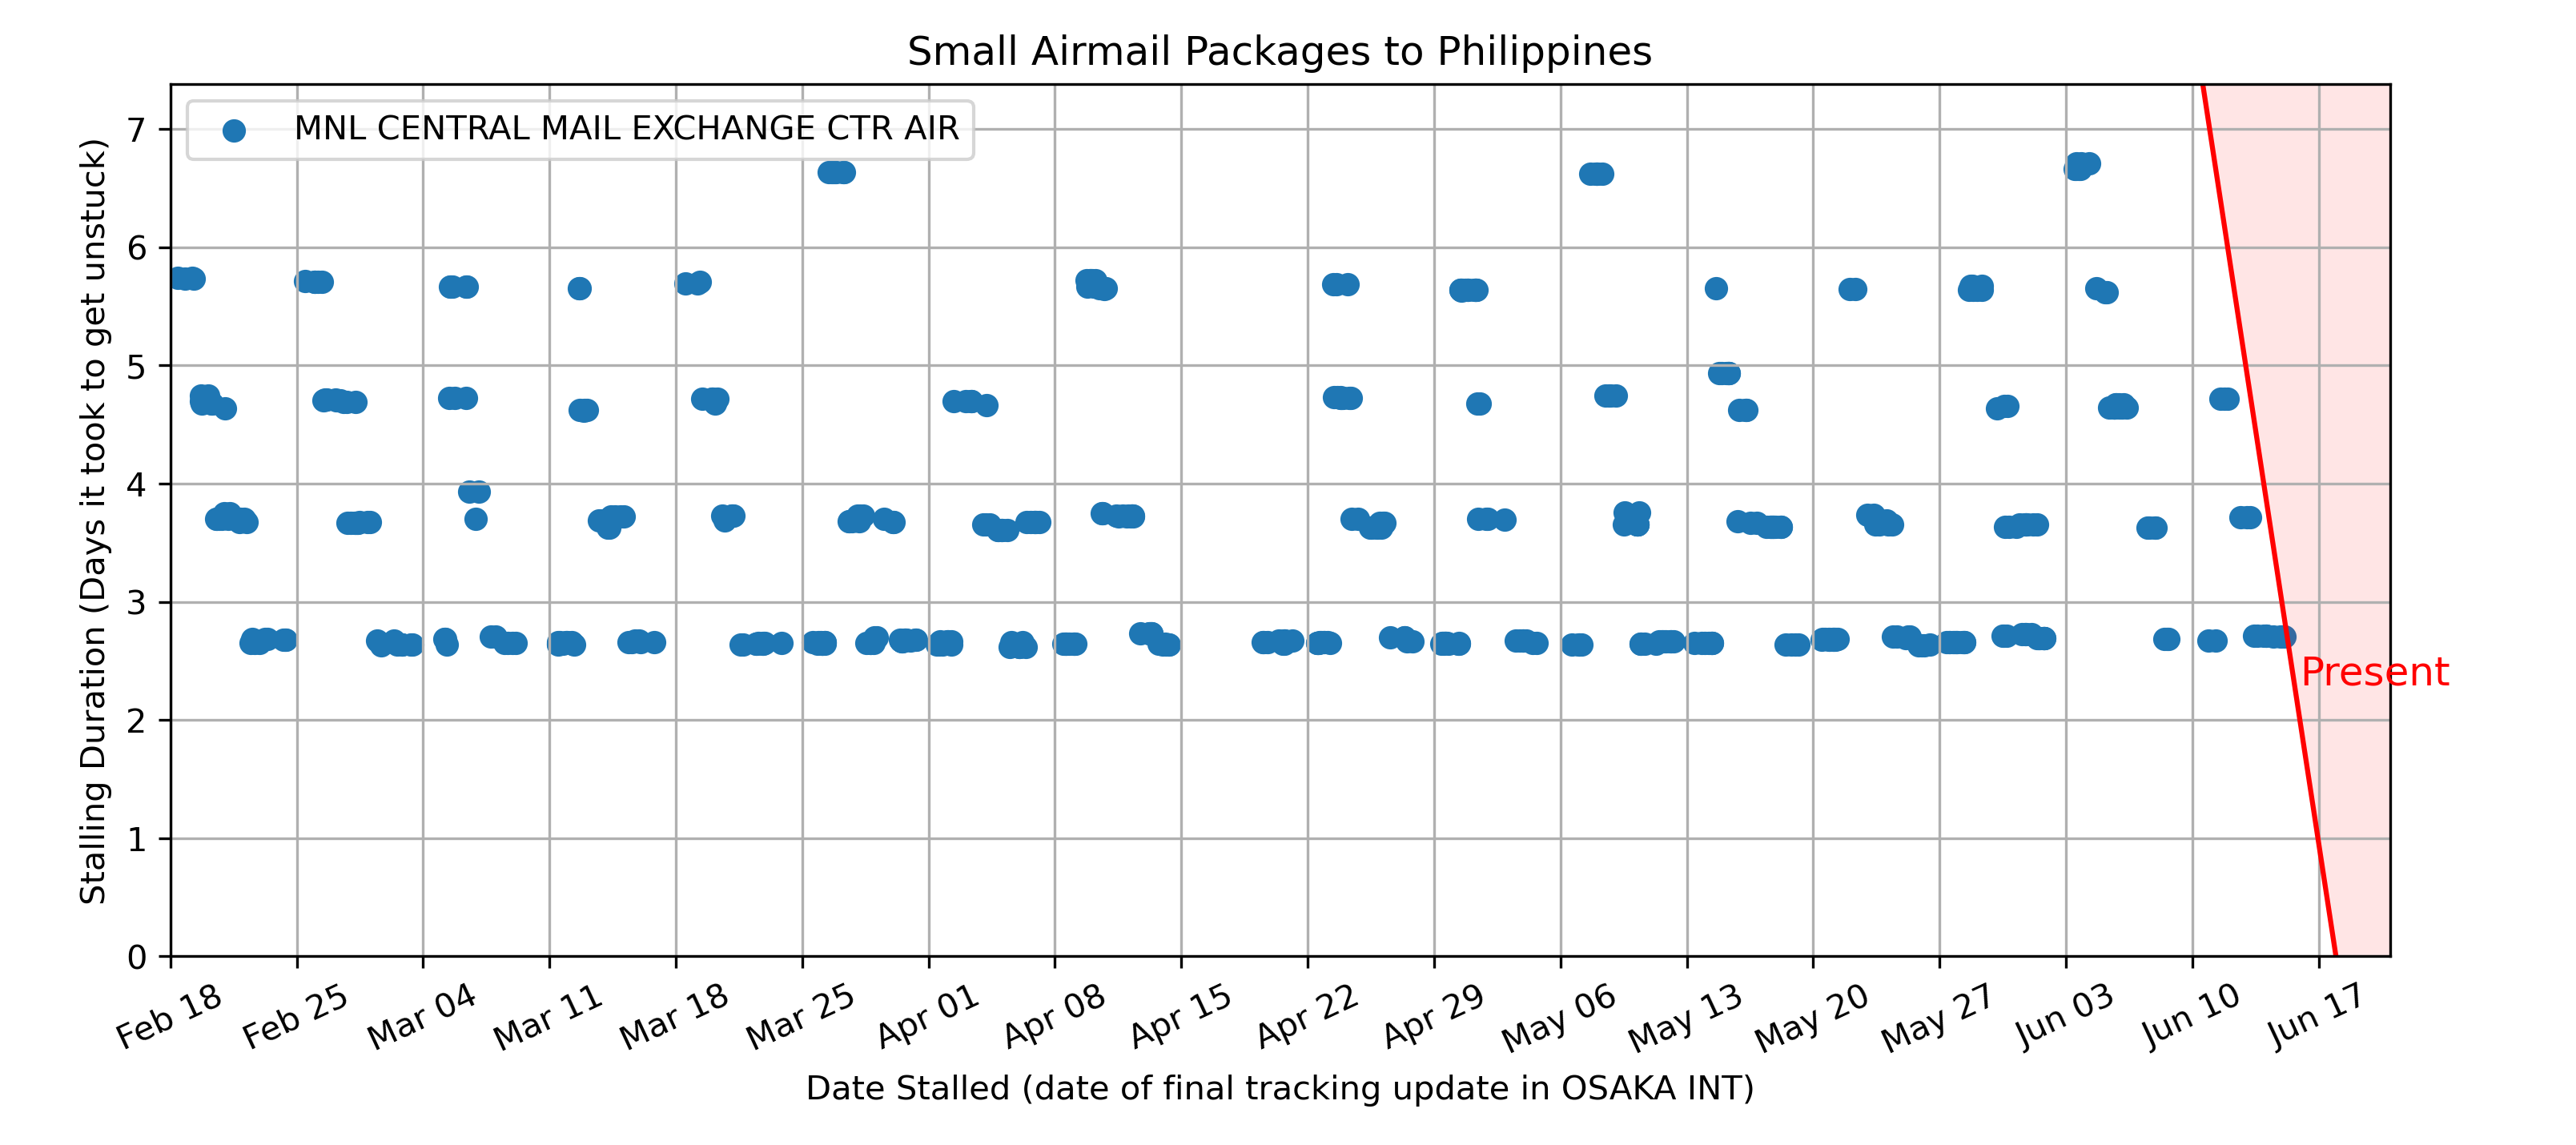 Small Airmail Packages to Philippines
MNL CENTRAL MAIL EXCHANGE CTR AIR
Stalling Duration (Days it took to get unstuck)
7
6
5
4
3
2
1
0
Present
Feb 18 Feb 25 Mar 04 Mar 11 Mar 18 Mar 25 Apr 01 Apr 08 Apr 15 Apr 22 Apr 29 May 06 May 13 May 20 May 27 Jun 03 Jun 10 Jun 17
Date Stalled (date of final tracking update in OSAKA INT)